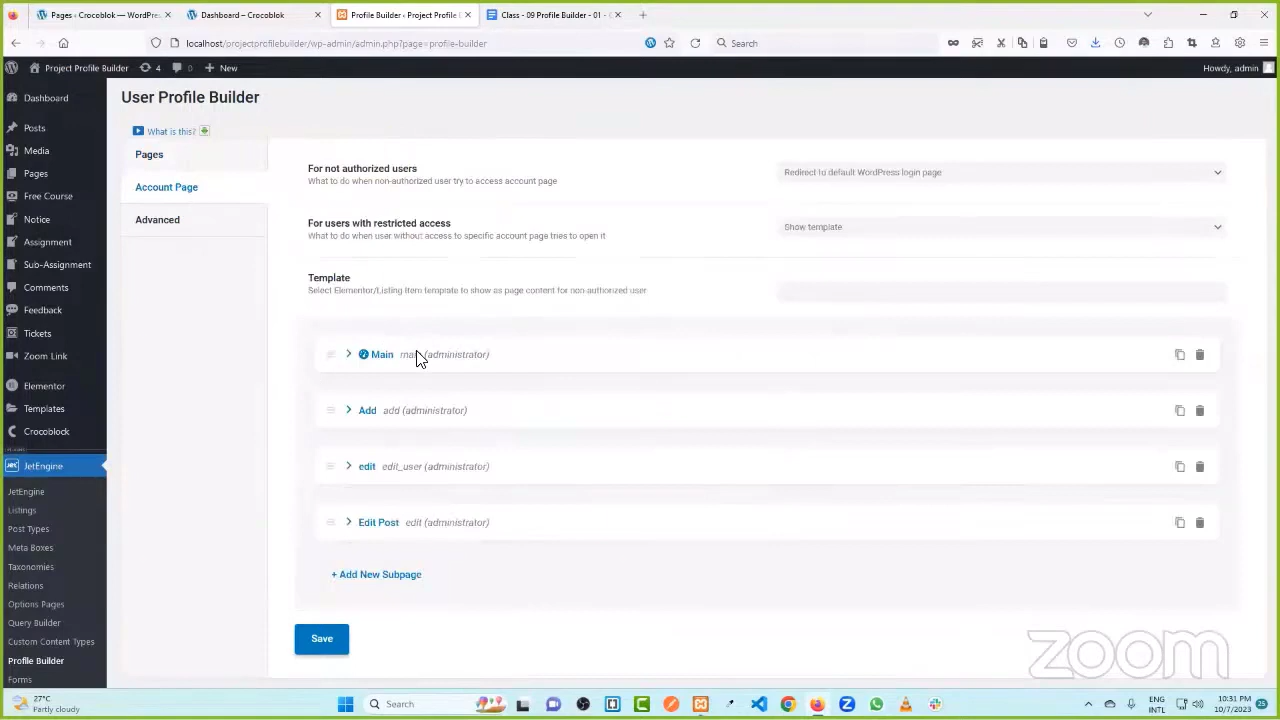 Pages ‹ Crocoblock — WordPre
Dashboard – Crocoblock
Profile Builder ‹ Project Profile
Class - 09 Profile Builder - 01 - G
localhost/projectprofilebuilder/wp-admin/admin.php?page=profile-builder
Search
Project Profile Builder
4
0
New
Howdy, admin
Dashboard
Posts
Media
Pages
Free Course
Notice
Assignment
Sub-Assignment
Comments
Feedback
Tickets
Zoom Link
Elementor
Templates
Crocoblock
JetEngine
JetEngine
Listings
Post Types
Meta Boxes
Taxonomies
Relations
Options Pages
Query Builder
Custom Content Types
Profile Builder
Forms
User Profile Builder
What is this?
Pages
Account Page
Advanced
For not authorized users
What to do when non-authorized user try to access account page
Redirect to default WordPress login page
For users with restricted access
What to do when user without access to specific account page tries to open it
Show template
Template
Select Elementor/Listing Item template to show as page content for non-authorized user
Main (administrator)
Add add (administrator)
edit edit_user (administrator)
Edit Post edit (administrator)
+ Add New Subpage
Save
zoom
27°C
Partly cloudy
Search
ENG
INTL
10:31 PM
10/7/2023
25